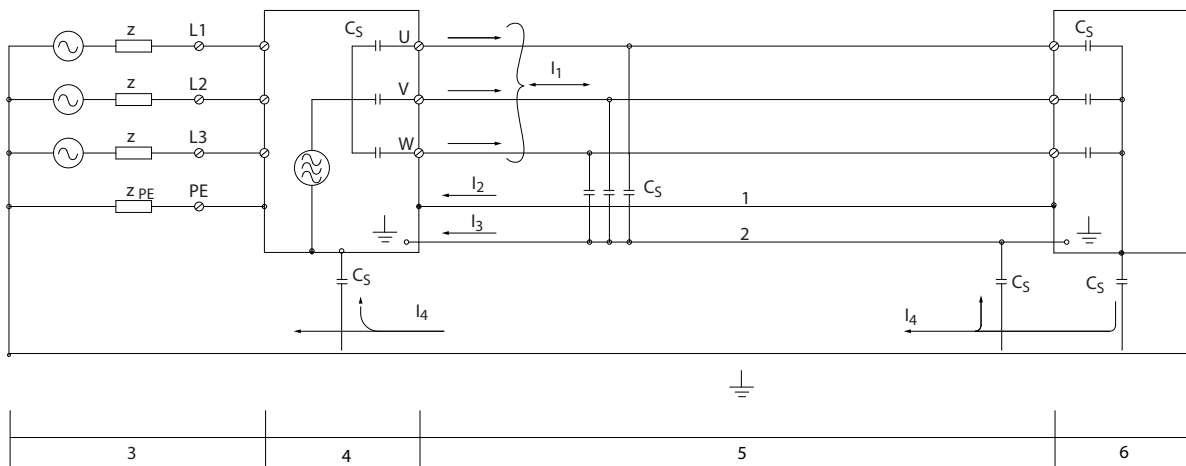 z L1 C_S U C_S
I_1
z L2 V
z L3 W
z_PE PE I_2 C_S 1
I_3 2
C_S C_S C_S
I_4 I_4
3 4 5 6